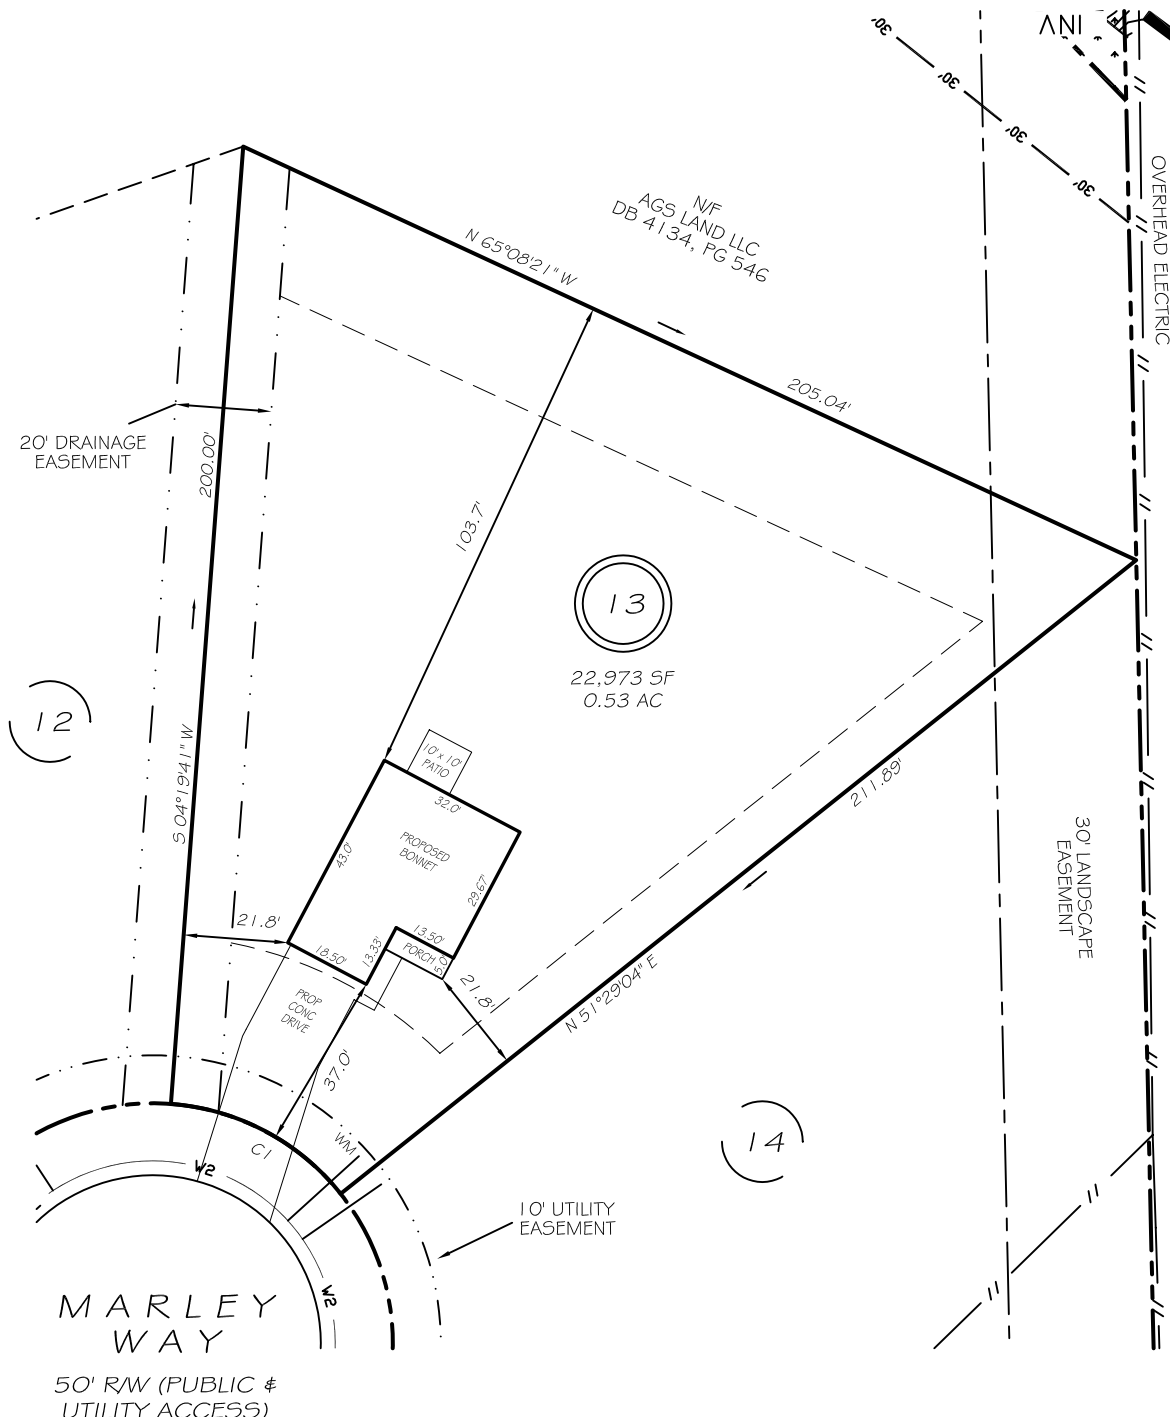 INV
30'
30'
30'
30'
OVERHEAD ELECTRIC
N/F
AGS LAND LLC
DB 4134, PG 546
N 65°08'21" W
205.04'
20' DRAINAGE
EASEMENT
200.00'
103.7'
13
22,973 SF
0.53 AC
12
S 04°19'41" W
10' x 10'
PATIO
32.0'
211.89'
PROPOSED
BONNET
43.0'
29.67'
30' LANDSCAPE
EASEMENT
21.8'
13.50'
PORCH
5.0'
18.50'
13.33'
21.8'
N 51°29'04" E
PROP
CONC
DRIVE
37.0'
C1
WM
14
W2
10' UTILITY
EASEMENT
W2
MARLEY
WAY
50' R/W (PUBLIC &
UTILITY ACCESS)